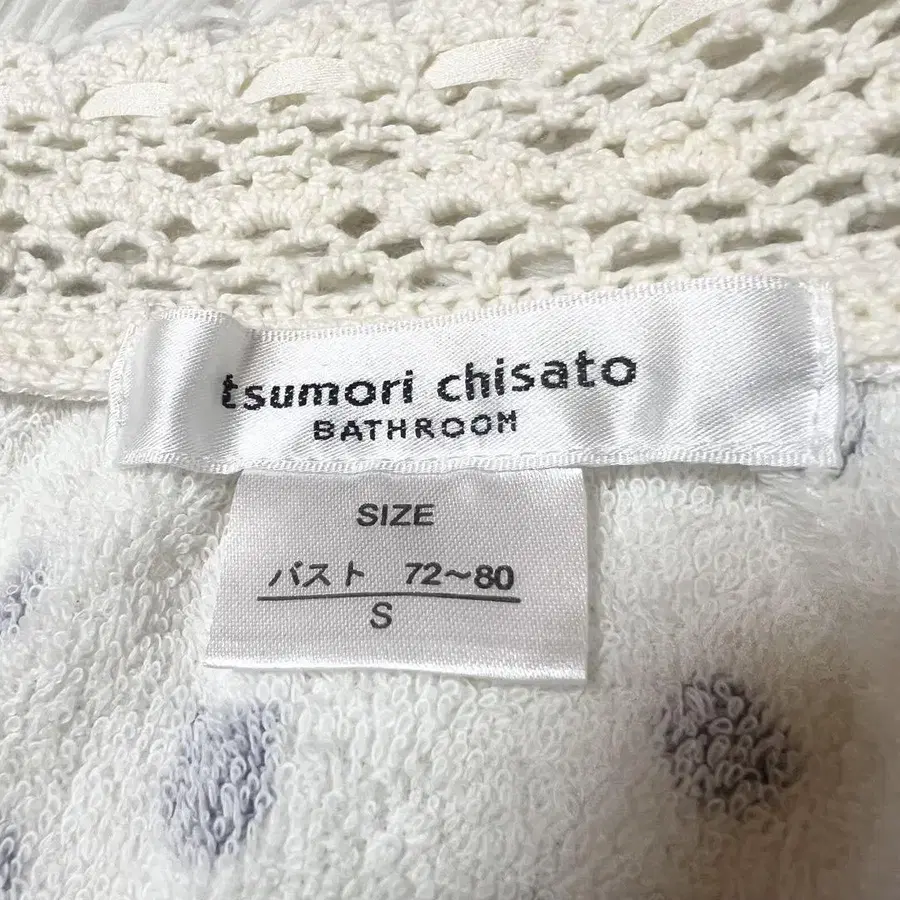 tsumori chisato
BATHROOM
SIZE
バスト 72〜80
S